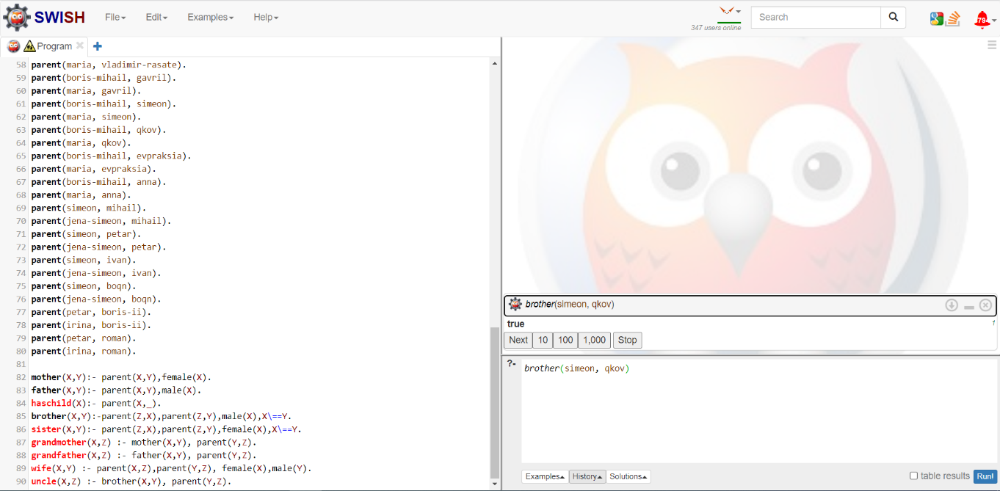 SWISH File Edit Examples Help 347 users online Search 79
Program
58 parent(maria, vladimir-rasate).
59 parent(boris-mihail, gavril).
60 parent(maria, gavril).
61 parent(boris-mihail, simeon).
62 parent(maria, simeon).
63 parent(boris-mihail, qkov).
64 parent(maria, qkov).
65 parent(boris-mihail, evpraksia).
66 parent(maria, evpraksia).
67 parent(boris-mihail, anna).
68 parent(maria, anna).
69 parent(simeon, mihail).
70 parent(jena-simeon, mihail).
71 parent(simeon, petar).
72 parent(jena-simeon, petar).
73 parent(simeon, ivan).
74 parent(jena-simeon, ivan).
75 parent(simeon, boqn).
76 parent(jena-simeon, boqn).
77 parent(petar, boris-ii).
78 parent(irina, boris-ii).
79 parent(petar, roman).
80 parent(irina, roman).
81
82 mother(X,Y):- parent(X,Y),female(X).
83 father(X,Y):- parent(X,Y),male(X).
84 haschild(X):- parent(X,_).
85 brother(X,Y):-parent(Z,X),parent(Z,Y),male(X),X\==Y.
86 sister(X,Y):- parent(Z,X),parent(Z,Y),female(X),X\==Y.
87 grandmother(X,Z) :- mother(X,Y), parent(Y,Z).
88 grandfather(X,Z) :- father(X,Y), parent(Y,Z).
89 wife(X,Y) :- parent(X,Z),parent(Y,Z), female(X),male(Y).
90 uncle(X,Z) :- brother(X,Y), parent(Y,Z).
brother(simeon, qkov)
true 1
Next 10 100 1,000 Stop
?- brother(simeon, qkov)
Examples History Solutions table results Run!